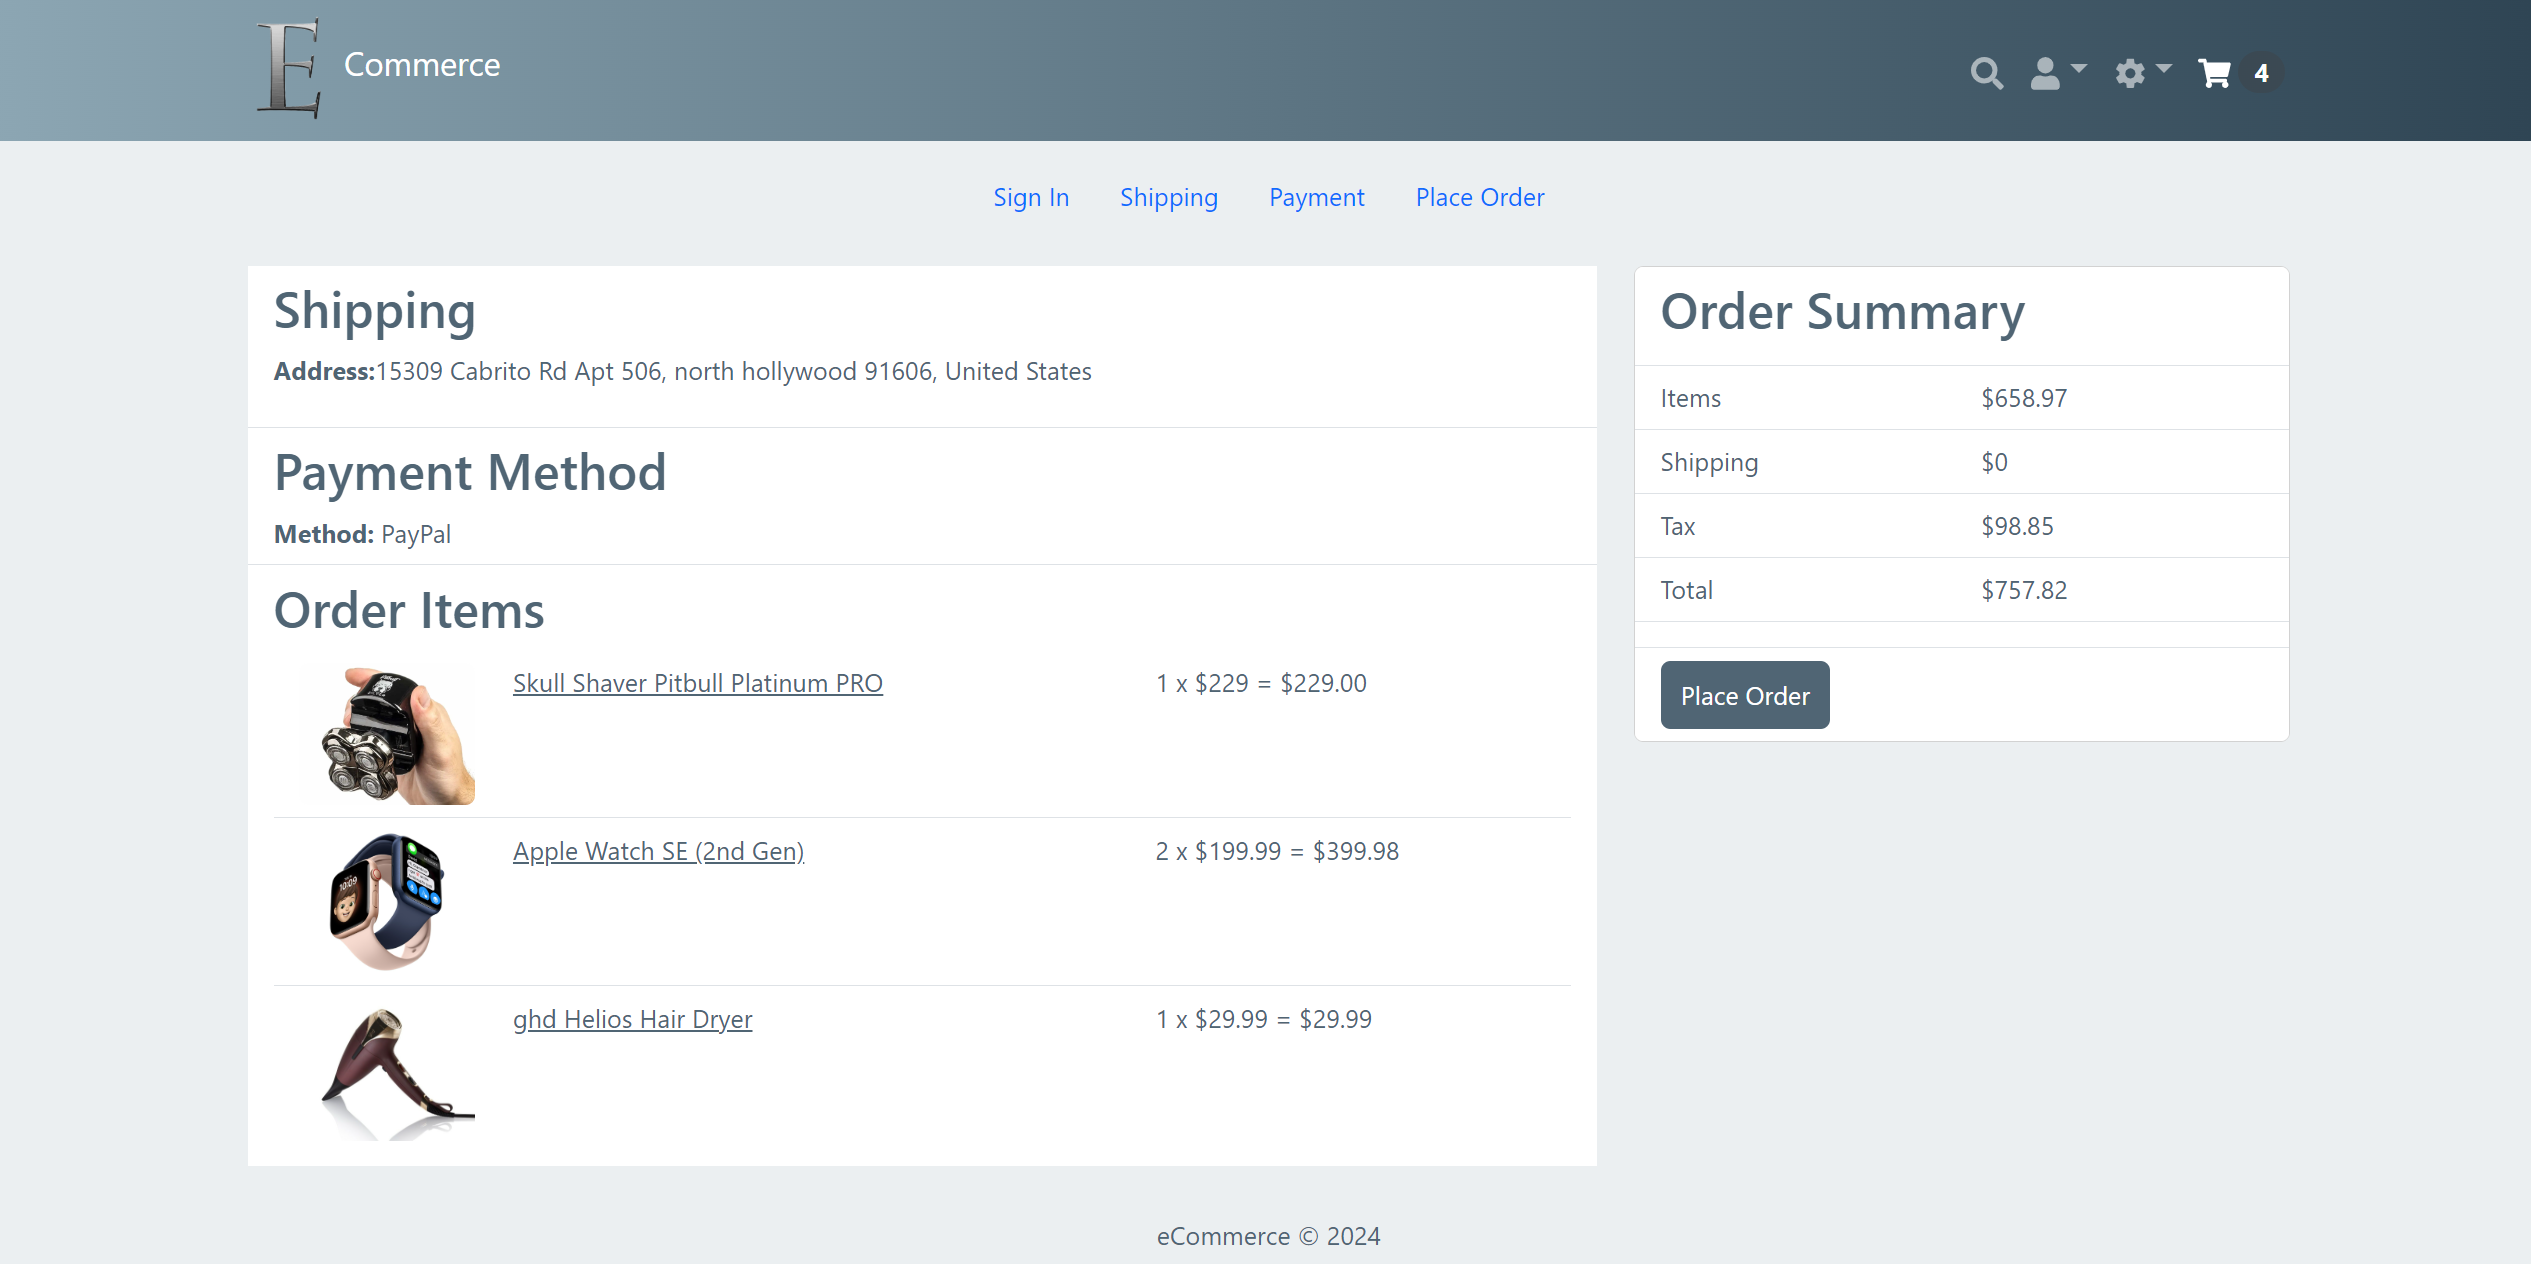 E Commerce
4
Sign In Shipping Payment Place Order
Shipping
Address:15309 Cabrito Rd Apt 506, north hollywood 91606, United States
Payment Method
Method: PayPal
Order Items
Skull Shaver Pitbull Platinum PRO 1 x $229 = $229.00
Apple Watch SE (2nd Gen) 2 x $199.99 = $399.98
10:09
ghd Helios Hair Dryer 1 x $29.99 = $29.99
Order Summary
Items $658.97
Shipping $0
Tax $98.85
Total $757.82
Place Order
eCommerce © 2024